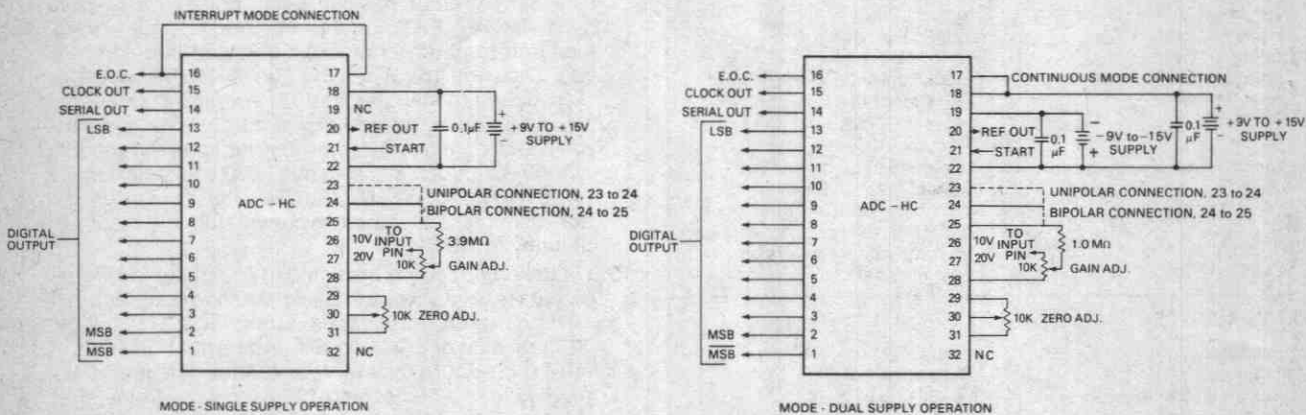 INTERRUPT MODE CONNECTION
E.O.C.
CLOCK OUT
SERIAL OUT
LSB
DIGITAL
OUTPUT
MSB
MSB
16
15
14
13
12
11
10
9
8
7
6
5
4
3
2
1
ADC – HC
17
18
19 NC
20 REF OUT
21 START
22
23
24
25
26
27
28
29
30
31
32 NC
0.1µF
+
–
+9V TO +15V
SUPPLY
UNIPOLAR CONNECTION, 23 to 24
BIPOLAR CONNECTION, 24 to 25
10V
20V
TO
INPUT
PIN
3.9MΩ
10K
GAIN ADJ.
10K ZERO ADJ.
MODE - SINGLE SUPPLY OPERATION
E.O.C.
CLOCK OUT
SERIAL OUT
LSB
DIGITAL
OUTPUT
MSB
MSB
16
15
14
13
12
11
10
9
8
7
6
5
4
3
2
1
ADC – HC
17
18
19
20 REF OUT
21 START
22
23
24
25
26
27
28
29
30
31
32 NC
CONTINUOUS MODE CONNECTION
0.1
µF
–
+
–9V to –15V
SUPPLY
0.1
µF
+
–
+9V TO +15V
SUPPLY
UNIPOLAR CONNECTION, 23 to 24
BIPOLAR CONNECTION, 24 to 25
10V
20V
TO
INPUT
PIN
1.0 MΩ
10K
GAIN ADJ.
10K ZERO ADJ.
MODE - DUAL SUPPLY OPERATION